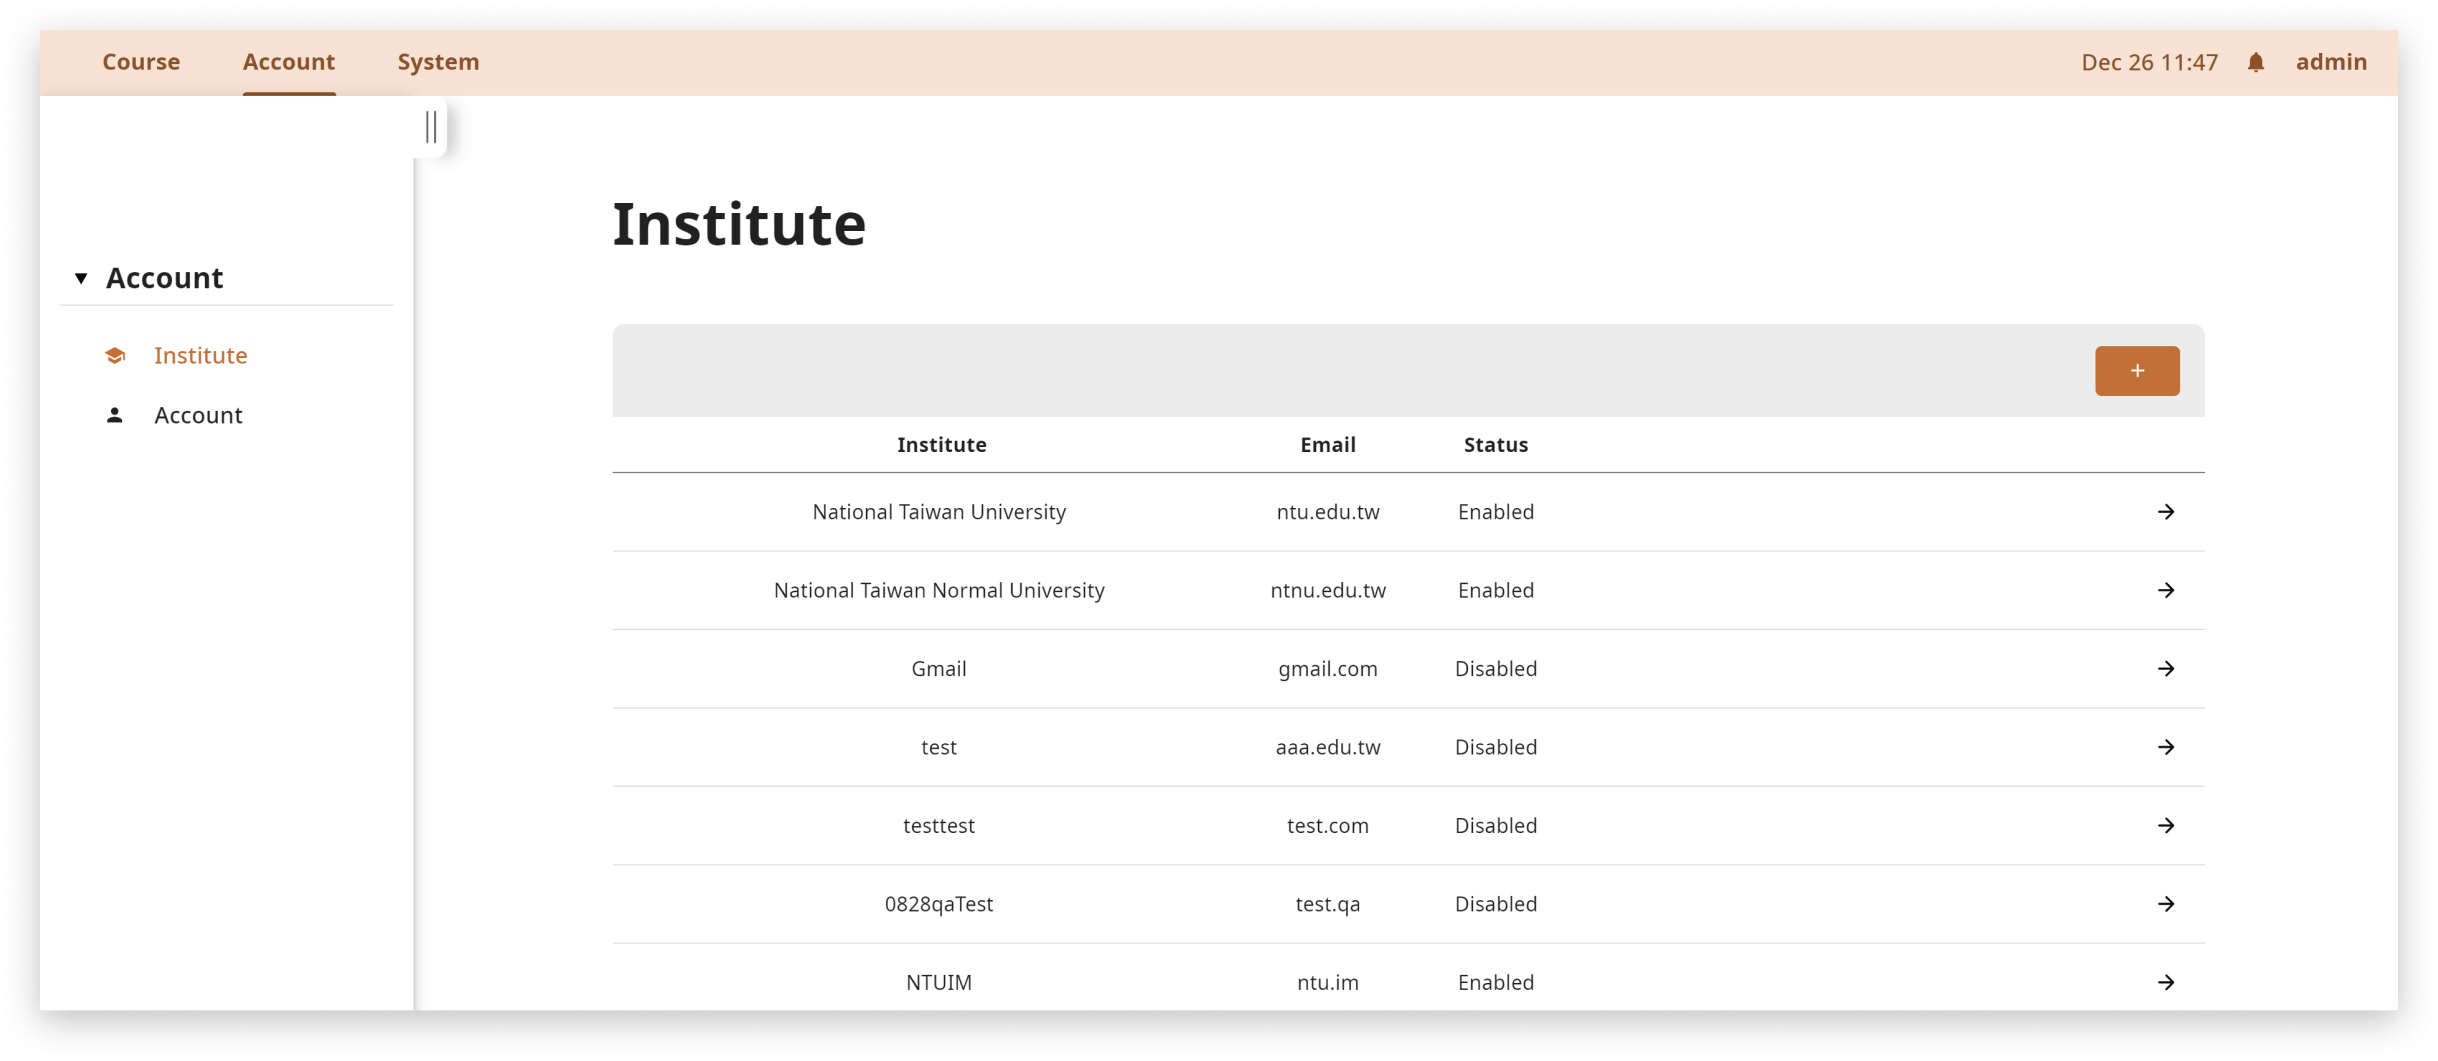 Course Account System Dec 26 11:47 admin
Institute
Account
Institute
Account
+
Institute Email Status
National Taiwan University ntu.edu.tw Enabled
National Taiwan Normal University ntnu.edu.tw Enabled
Gmail gmail.com Disabled
test aaa.edu.tw Disabled
testtest test.com Disabled
0828qaTest test.qa Disabled
NTUIM ntu.im Enabled